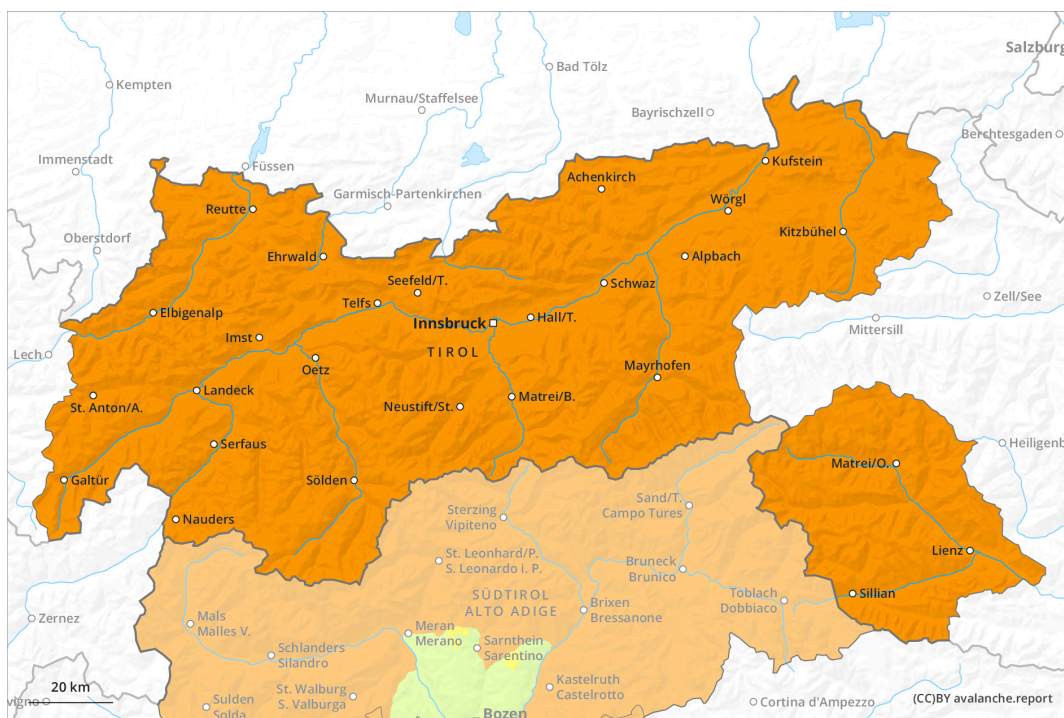 Salzburg
Bad Tölz
Kempten
Murnau/Staffelsee
Bayrischzell
Berchtesgaden
Immenstadt
Füssen
Kufstein
Achenkirch
Garmisch-Partenkirchen
Wörgl
Reutte
Kitzbühel
Oberstdorf
Ehrwald
Alpbach
Seefeld/T.
Schwaz
Zell/See
Telfs
Elbigenalp
Hall/T.
Innsbruck
Mittersill
Imst
TIROL
Lech
Oetz
Mayrhofen
Landeck
Matrei/B.
St. Anton/A.
Neustift/St.
Serfaus
Heiligenb
Matrei/O.
Galtür
Sölden
Sand/T.
Campo Tures
Sterzing
Vipiteno
Nauders
Lienz
St. Leonhard/P.
S. Leonardo i. P.
Bruneck
Brunico
Sillian
SÜDTIROL
ALTO ADIGE
Toblach
Dobbiaco
Brixen
Bressanone
Zernez
Mals
Malles V.
Meran
Merano
Sarnthein
Sarentino
Schlanders
Silandro
Kastelruth
Castelrotto
20 km
St. Walburg
S. Valburga
vigno
Sulden
Solda
Cortina d'Ampezzo
(CC)BY avalanche.report
Bozen